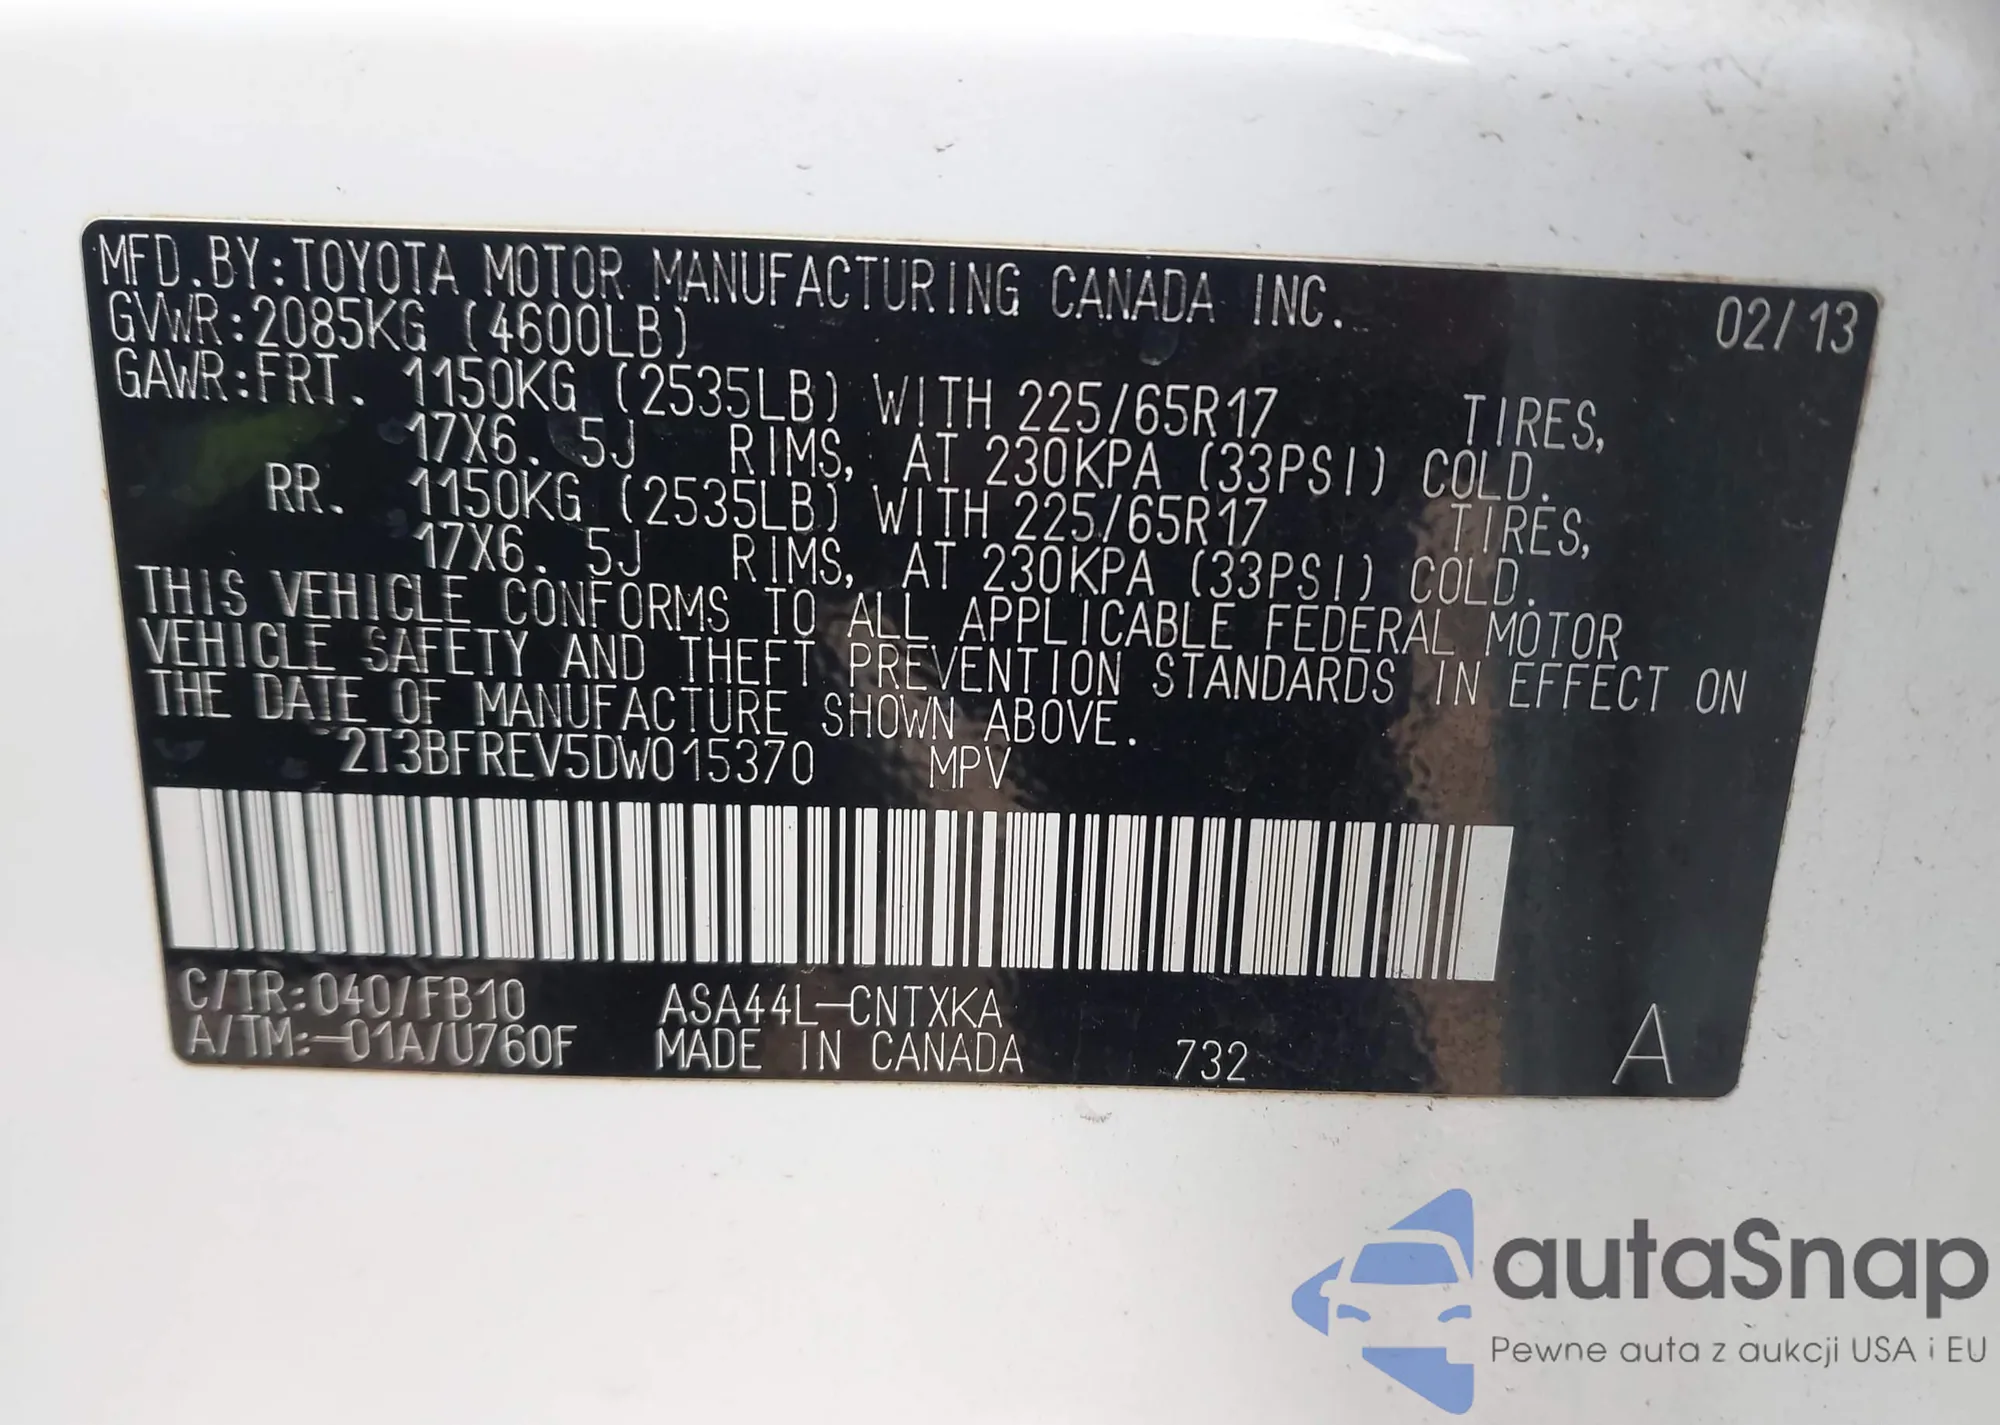 MFD.BY:TOYOTA MOTOR MANUFACTURING CANADA INC. 02/13
GVWR:2085KG (4600LB)
GAWR:FRT. 1150KG (2535LB) WITH 225/65R17 TIRES,
17X6.5J RIMS, AT 230KPA (33PSI) COLD.
RR. 1150KG (2535LB) WITH 225/65R17 TIRES,
17X6.5J RIMS, AT 230KPA (33PSI) COLD.
THIS VEHICLE CONFORMS TO ALL APPLICABLE FEDERAL MOTOR
VEHICLE SAFETY AND THEFT PREVENTION STANDARDS IN EFFECT ON
THE DATE OF MANUFACTURE SHOWN ABOVE.
2T3BFREV5DW015370 MPV
C/TR:040/FB10 ASA44L-CNTXKA
A/TM:-01A/U760F MADE IN CANADA 732 A
autaSnap
Pewne auta z aukcji USA i EU